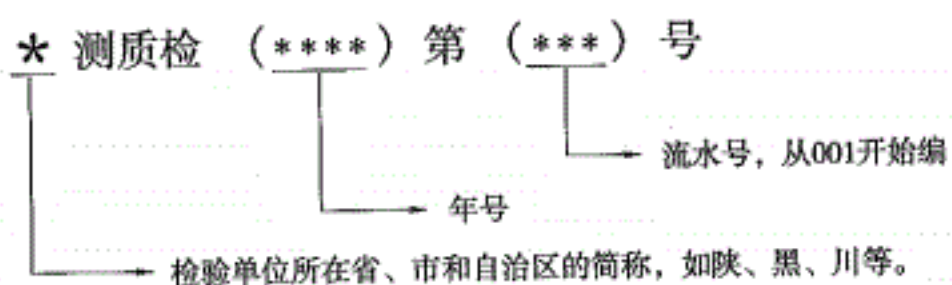 * 测质检 (****) 第 (***) 号
流水号，从001开始编
年号
检验单位所在省、市和自治区的简称，如陕、黑、川等。